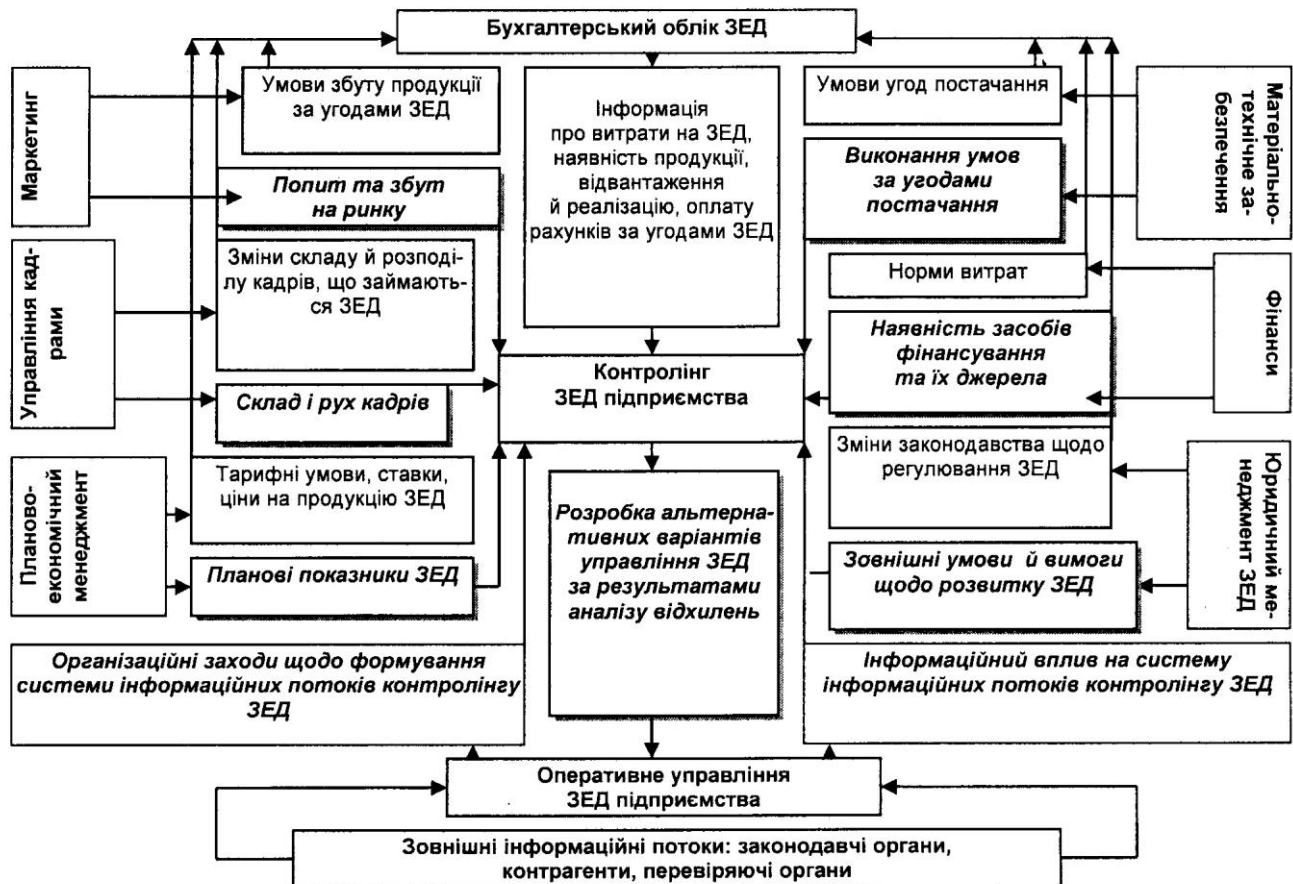 Бухгалтерський облік ЗЕД
Маркетинг
Умови збуту продукції
за угодами ЗЕД
Попит та збут
на ринку
Управління кад-
рами
Зміни складу й розподі-
лу кадрів, що займають-
ся ЗЕД
Склад і рух кадрів
Планово-
економічний
менеджмент
Тарифні умови, ставки,
ціни на продукцію ЗЕД
Планові показники ЗЕД
Організаційні заходи щодо формування
системи інформаційних потоків контролінгу
ЗЕД
Інформація
про витрати на ЗЕД,
наявність продукції,
відвантаження
й реалізацію, оплату
рахунків за угодами ЗЕД
Контролінг
ЗЕД підприємства
Розробка альтерна-
тивних варіантів
управління ЗЕД
за результатами
аналізу відхилень
Умови угод постачання
Виконання умов
за угодами
постачання
Матеріально-
технічне за-
безпечення
Норми витрат
Наявність засобів
фінансування
та їх джерела
Фінанси
Зміни законодавства щодо
регулювання ЗЕД
Зовнішні умови й вимоги
щодо розвитку ЗЕД
Юридичний ме-
неджмент ЗЕД
Інформаційний вплив на систему
інформаційних потоків контролінгу ЗЕД
Оперативне управління
ЗЕД підприємства
Зовнішні інформаційні потоки: законодавчі органи,
контрагенти, перевіряючі органи